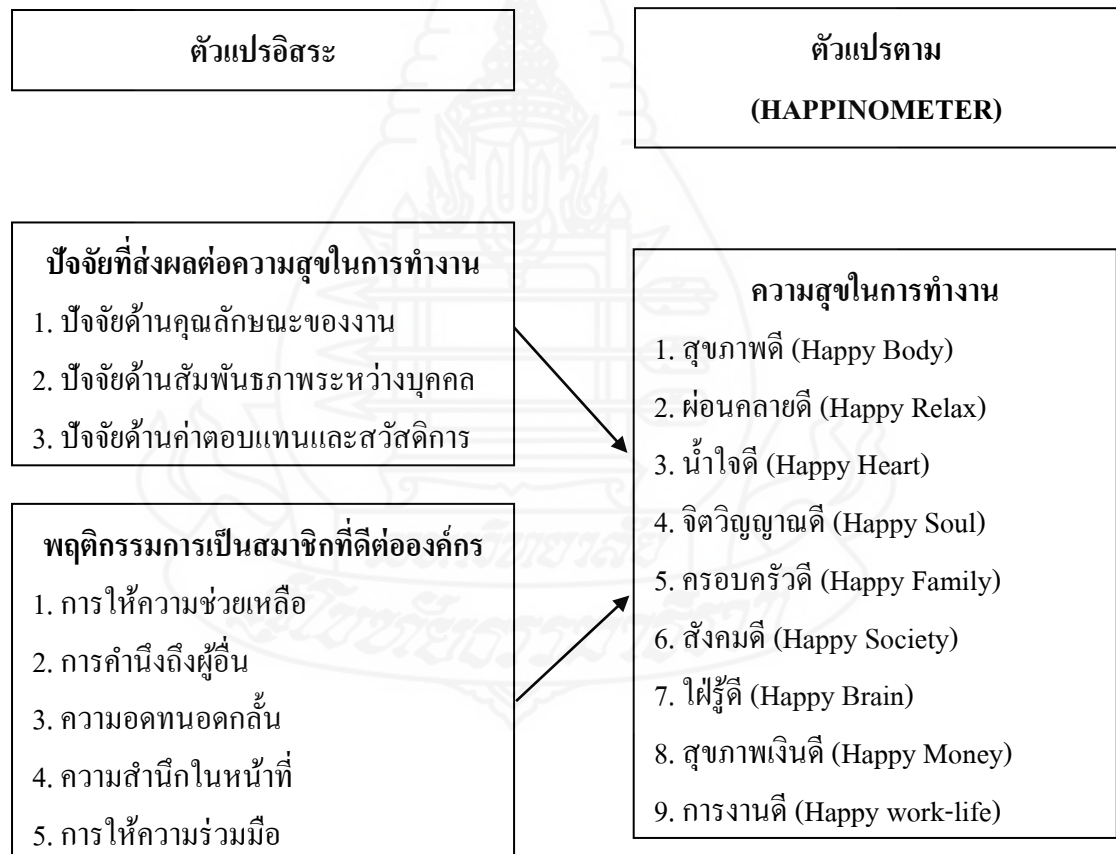 ตัวแปรอิสระ
ตัวแปรตาม
(HAPPINOMETER)
ปัจจัยที่ส่งผลต่อความสุขในการทำงาน
1. ปัจจัยด้านคุณลักษณะของงาน
2. ปัจจัยด้านสัมพันธภาพระหว่างบุคคล
3. ปัจจัยด้านค่าตอบแทนและสวัสดิการ
พฤติกรรมการเป็นสมาชิกที่ดีต่อองค์กร
1. การให้ความช่วยเหลือ
2. การคำนึงถึงผู้อื่น
3. ความอดทนอดกลั้น
4. ความสำนึกในหน้าที่
5. การให้ความร่วมมือ
ความสุขในการทำงาน
1. สุขภาพดี (Happy Body)
2. ผ่อนคลายดี (Happy Relax)
3. น้ำใจดี (Happy Heart)
4. จิตวิญญาณดี (Happy Soul)
5. ครอบครัวดี (Happy Family)
6. สังคมดี (Happy Society)
7. ใฝ่รู้ดี (Happy Brain)
8. สุขภาพเงินดี (Happy Money)
9. การงานดี (Happy work-life)